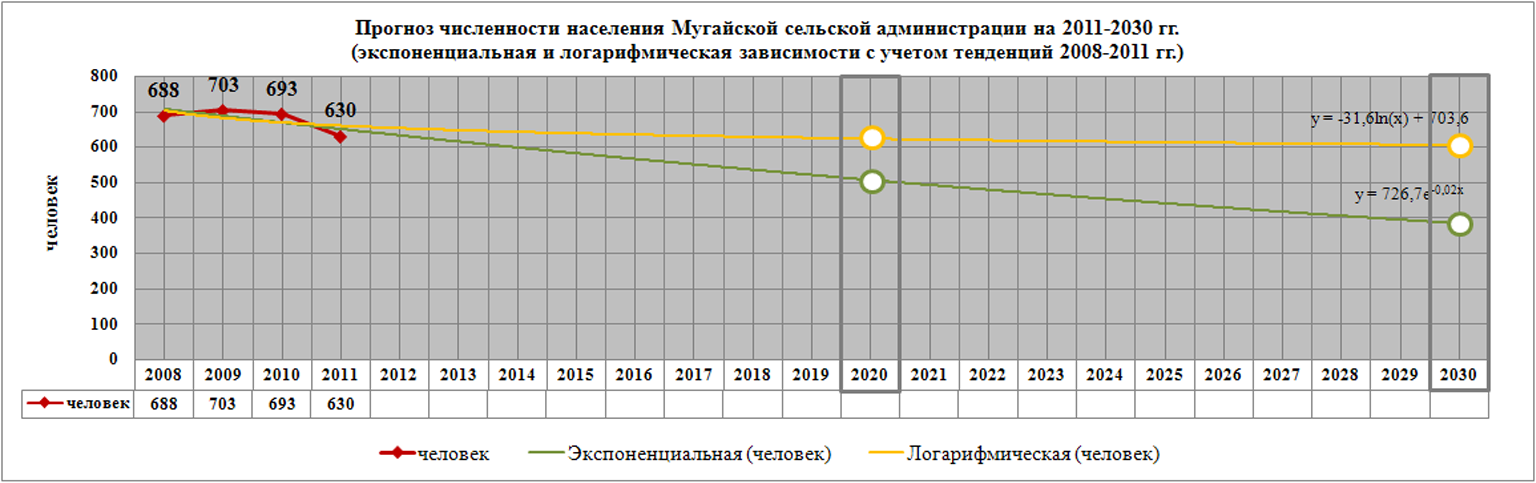 Прогноз численности населения Мугайской сельской администрации на 2011-2030 гг.
(экспоненциальная и логарифмическая зависимости с учетом тенденций 2008-2011 гг.)
человек
800
700
600
500
400
300
200
100
0
688 703 693 630
y = -31,6ln(x) + 703,6
y = 726,7e-0,02x
2008 2009 2010 2011 2012 2013 2014 2015 2016 2017 2018 2019 2020 2021 2022 2023 2024 2025 2026 2027 2028 2029 2030
человек 688 703 693 630
человек Экспоненциальная (человек) Логарифмическая (человек)